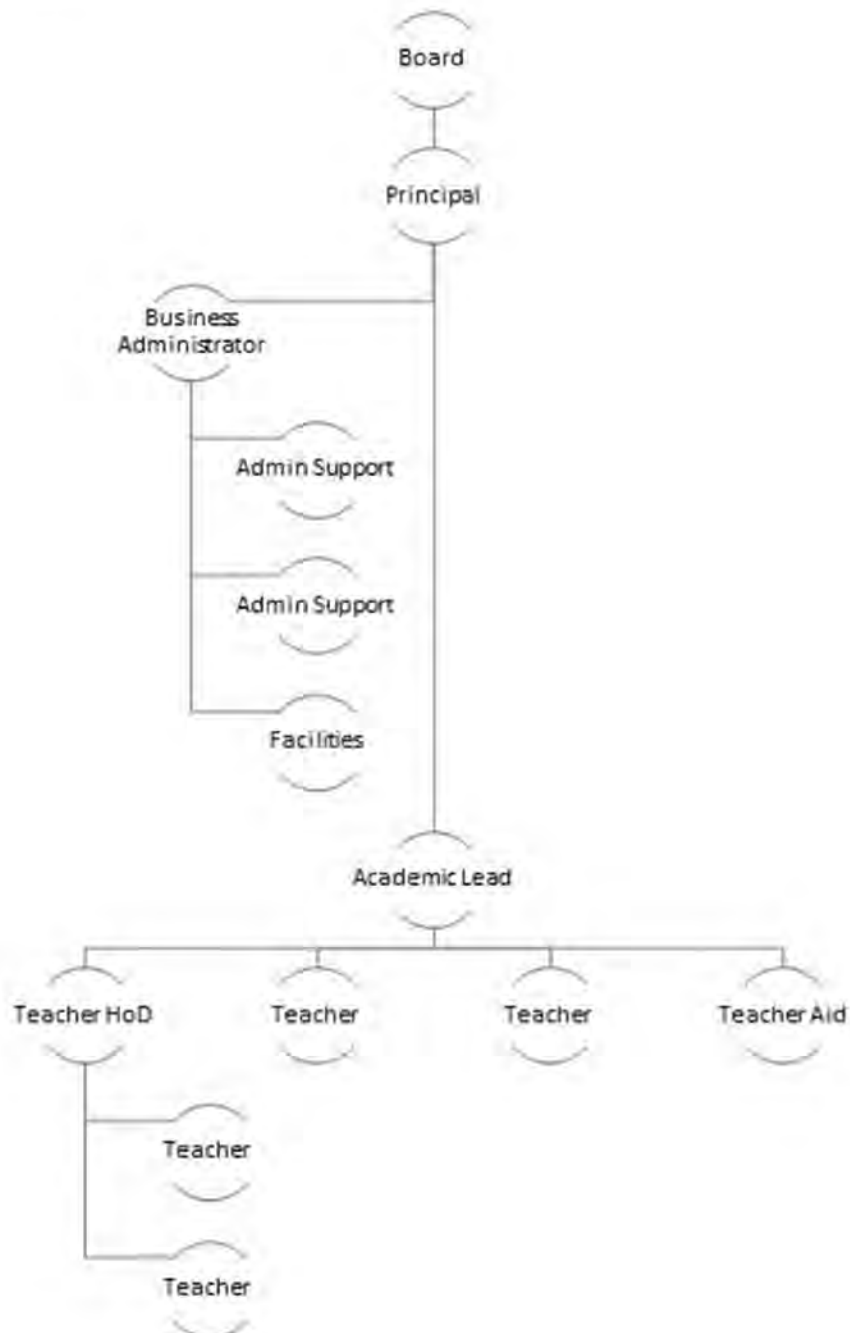 Board
Principal
Business
Administrator
Admin Support
Admin Support
Facilities
Academic Lead
Teacher HoD
Teacher
Teacher
Teacher Aid
Teacher
Teacher